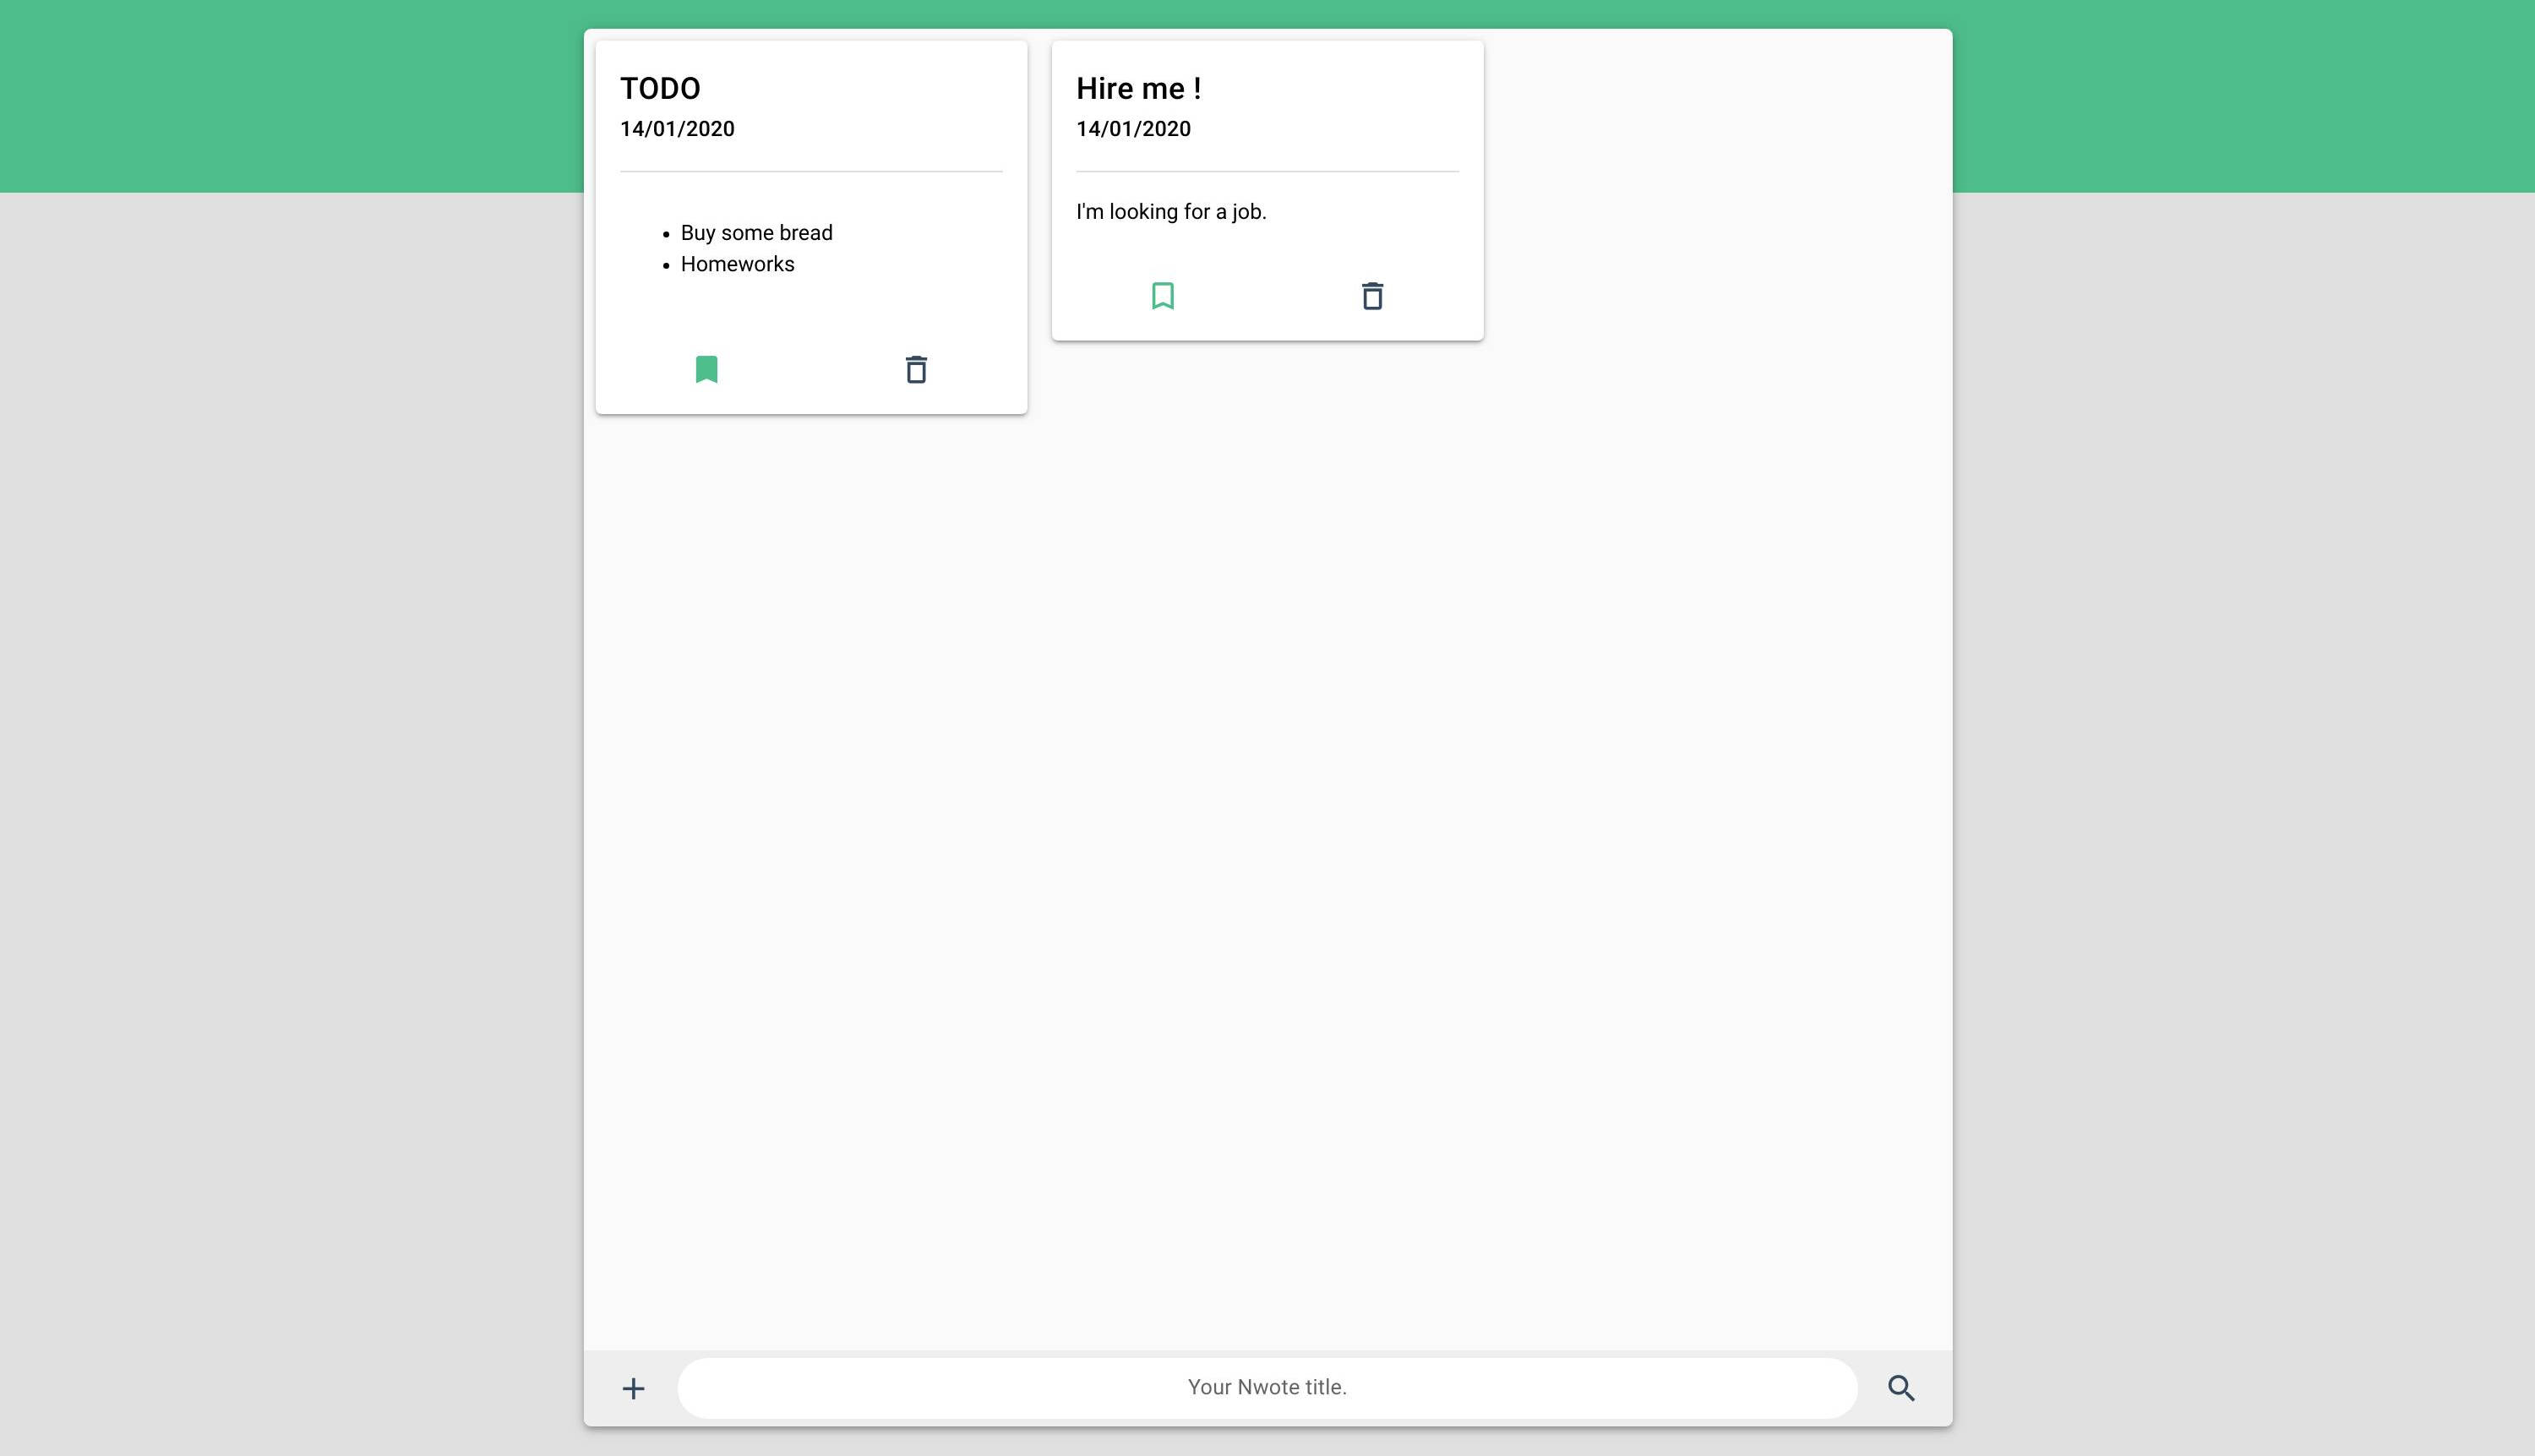 TODO
14/01/2020
Buy some bread
Homeworks
Hire me !
14/01/2020
I'm looking for a job.
Your Nwote title.